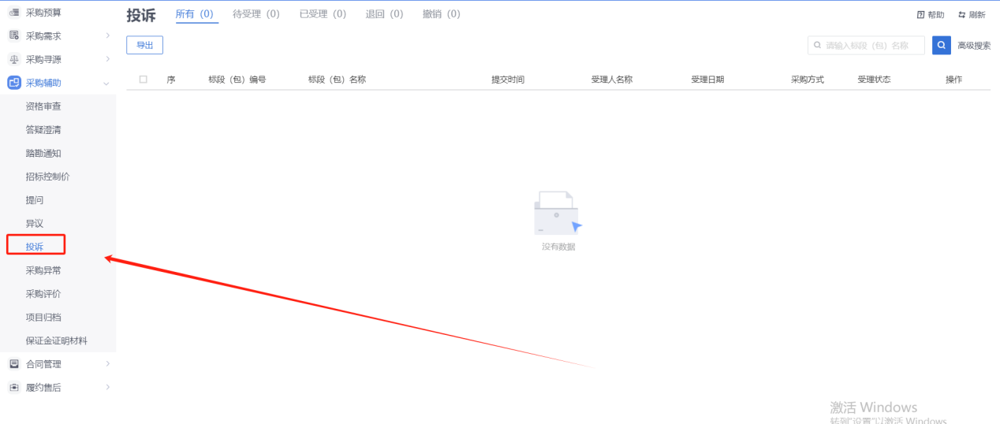 采购预算
采购需求
采购寻源
采购辅助
资格审查
答疑澄清
踏勘通知
招标控制价
提问
异议
投诉
采购异常
采购评价
项目归档
保证金证明材料
合同管理
履约售后
投诉 所有（0） 待受理（0） 已受理（0） 退回（0） 撤销（0） 帮助 刷新
导出 请输入标段（包）名称 高级搜索
序 标段（包）编号 标段（包）名称 提交时间 受理人名称 受理日期 采购方式 受理状态 操作
没有数据
激活 Windows
转到"设置"以激活 Windows